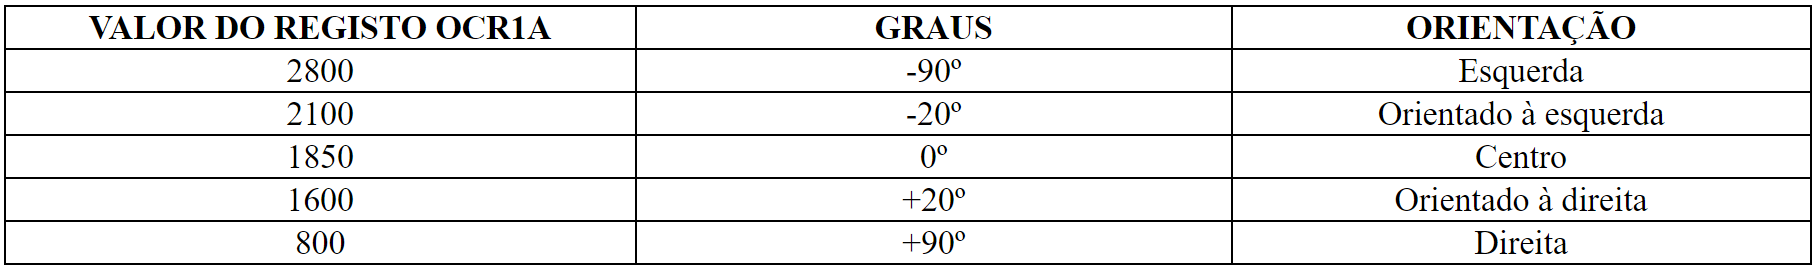 VALOR DO REGISTO OCR1A GRAUS ORIENTAÇÃO
2800 -90º Esquerda
2100 -20º Orientado à esquerda
1850 0º Centro
1600 +20º Orientado à direita
800 +90º Direita